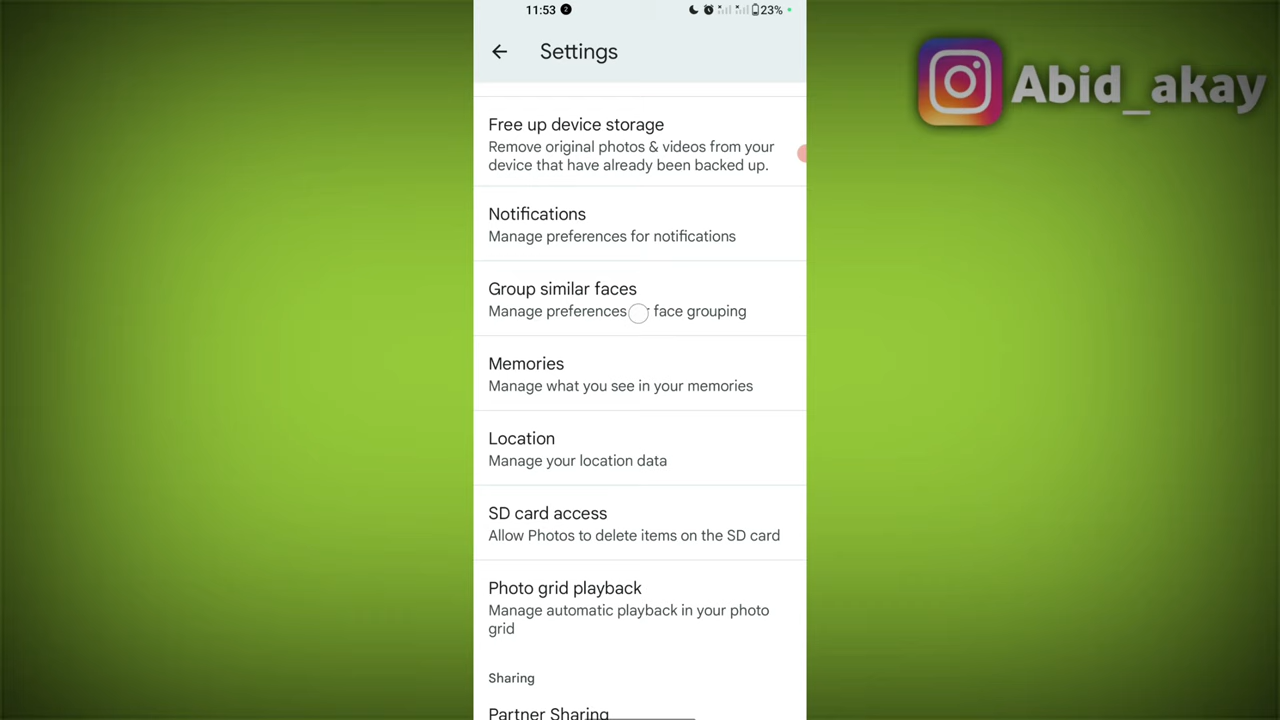 11:53 2 23%
Abid_akay
Settings
Free up device storage
Remove original photos & videos from your
device that have already been backed up.
Notifications
Manage preferences for notifications
Group similar faces
Manage preferences face grouping
Memories
Manage what you see in your memories
Location
Manage your location data
SD card access
Allow Photos to delete items on the SD card
Photo grid playback
Manage automatic playback in your photo
grid
Sharing
Partner Sharing